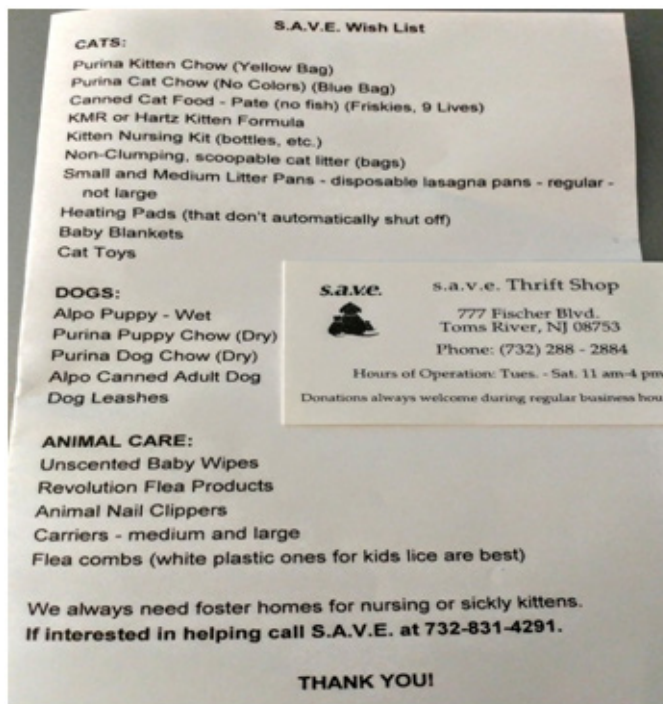 S.A.V.E. Wish List
CATS:
Purina Kitten Chow (Yellow Bag)
Purina Cat Chow (No Colors) (Blue Bag)
Canned Cat Food - Pate (no fish) (Friskies, 9 Lives)
KMR or Hartz Kitten Formula
Kitten Nursing Kit (bottles, etc.)
Non-Clumping, scoopable cat litter (bags)
Small and Medium Litter Pans - disposable lasagna pans - regular -
not large
Heating Pads (that don't automatically shut off)
Baby Blankets
Cat Toys
DOGS:
Alpo Puppy - Wet
Purina Puppy Chow (Dry)
Purina Dog Chow (Dry)
Alpo Canned Adult Dog
Dog Leashes
s.a.v.e.
s.a.v.e. Thrift Shop
777 Fischer Blvd.
Toms River, NJ 08753
Phone: (732) 288 - 2884
Hours of Operation: Tues. - Sat. 11 am-4 pm
Donations always welcome during regular business hou
ANIMAL CARE:
Unscented Baby Wipes
Revolution Flea Products
Animal Nail Clippers
Carriers - medium and large
Flea combs (white plastic ones for kids lice are best)
We always need foster homes for nursing or sickly kittens.
If interested in helping call S.A.V.E. at 732-831-4291.
THANK YOU!